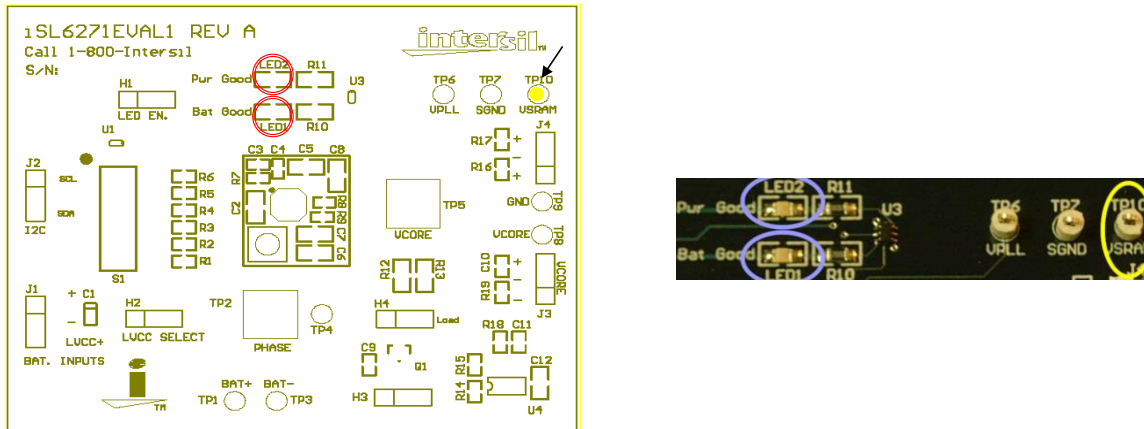 iSL6271EVAL1 REV A
Call 1-800-Intersil
S/N:
intersil TM
LED2 R11
Pwr Good
U3
TP6 TP7 TP10
H1
VPLL SGND VSRAM
LED EN.
Bat Good
LED1 R10
J4
U1
R17 +
-
R16 +
C3 C4 C5 C8
J2
SCL
R7
R6
R5
R4
R3
R2
R1
SDA
I2C
C2
R8
R9
C7
C6
S1
TP5
VCORE
GND TP9
VCORE TP8
R12 R13
C10 +
R19 -
VCORE
J3
J1
+ C1
-
LVCC+
H2
LVCC SELECT
BAT. INPUTS
TP2
PHASE
TP4
H4
Load
R18 C11
C9
Q1
R15
R14
C12
U4
H3
TM
BAT+ BAT-
TP1 TP3
LED2 R11
Pwr Good
U3
TP6 TP7 TP10
VPLL SGND VSRAM
Bat Good
LED1 R10